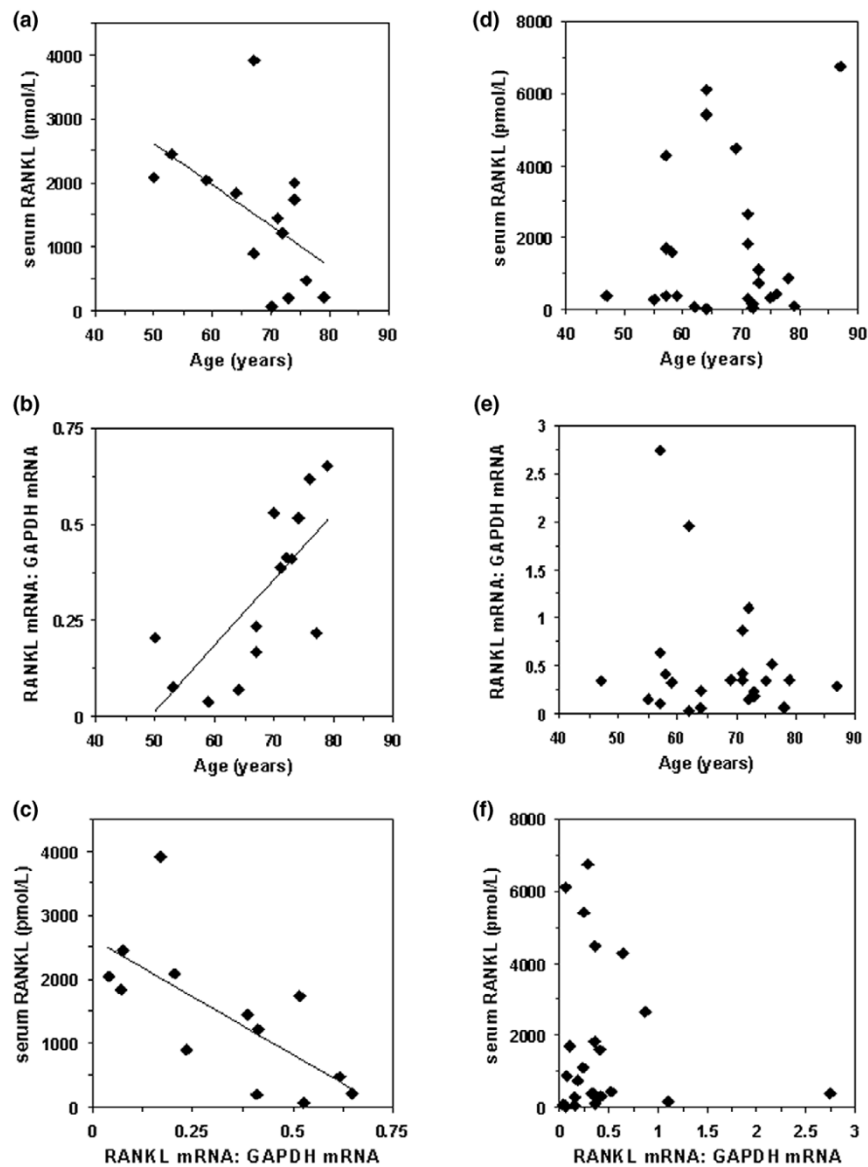 (a)
serum RANKL (pmol/L)
4000
3000
2000
1000
0
40 50 60 70 80 90
Age (years)
(d)
serum RANKL (pmol/L)
8000
6000
4000
2000
0
40 50 60 70 80 90
Age (years)
(b)
RANKL mRNA: GAPDH mRNA
0.75
0.5
0.25
0
40 50 60 70 80 90
Age (years)
(e)
RANKL mRNA: GAPDH mRNA
3
2.5
2
1.5
1
0.5
0
40 50 60 70 80 90
Age (years)
(c)
serum RANKL (pmol/L)
4000
3000
2000
1000
0
0 0.25 0.5 0.75
RANKL mRNA: GAPDH mRNA
(f)
serum RANKL (pmol/L)
8000
6000
4000
2000
0
0 0.5 1 1.5 2 2.5 3
RANKL mRNA: GAPDH mRNA